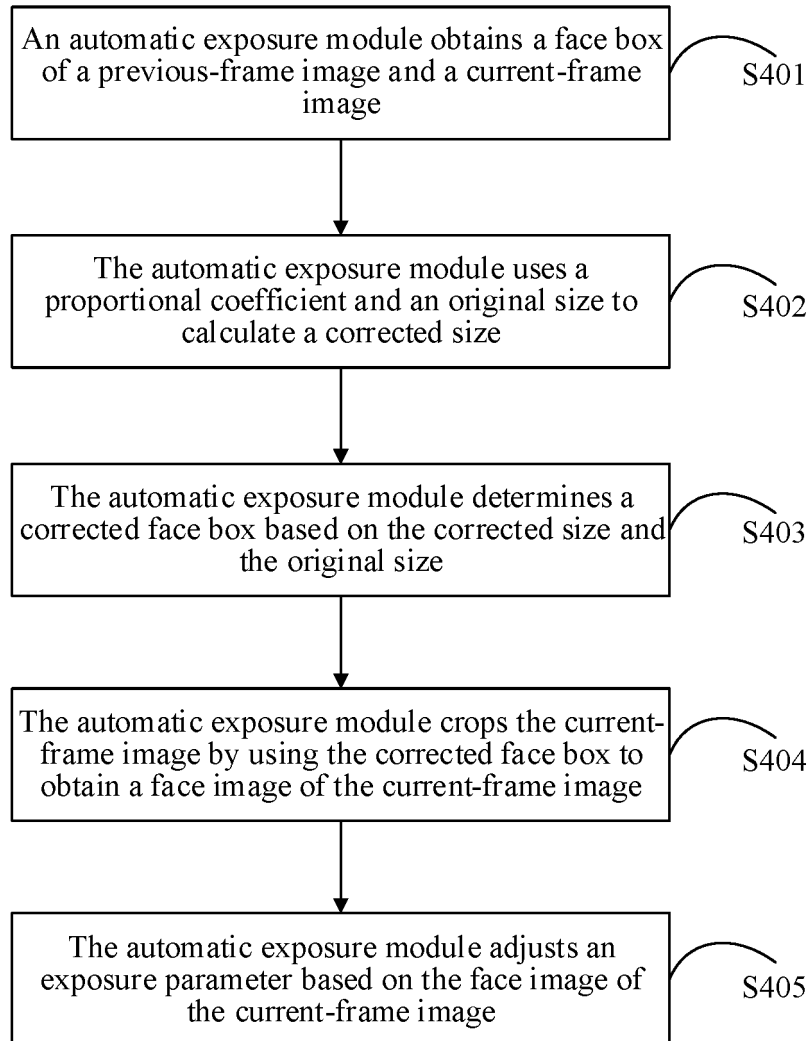 An automatic exposure module obtains a face box
of a previous-frame image and a current-frame
image
S401
The automatic exposure module uses a
proportional coefficient and an original size to
calculate a corrected size
S402
The automatic exposure module determines a
corrected face box based on the corrected size and
the original size
S403
The automatic exposure module crops the current-
frame image by using the corrected face box to
obtain a face image of the current-frame image
S404
The automatic exposure module adjusts an
exposure parameter based on the face image of
the current-frame image
S405